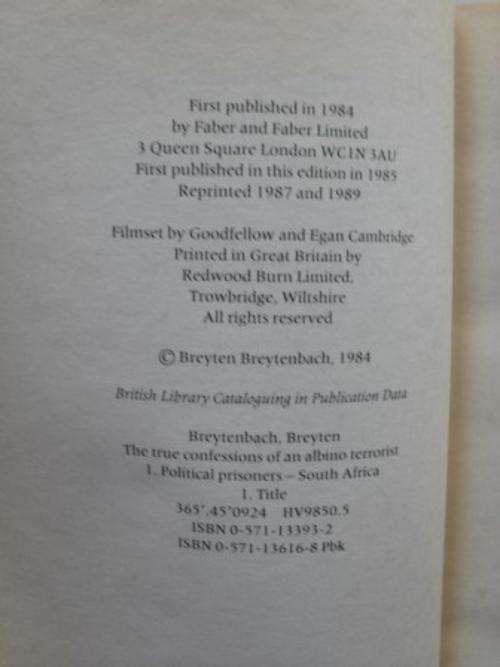 First published in 1984
by Faber and Faber Limited
3 Queen Square London WC1N 3AU
First published in this edition in 1985
Reprinted 1987 and 1989
Filmset by Goodfellow and Egan Cambridge
Printed in Great Britain by
Redwood Burn Limited,
Trowbridge, Wiltshire
All rights reserved
© Breyten Breytenbach, 1984
British Library Cataloguing in Publication Data
Breytenbach, Breyten
The true confessions of an albino terrorist
1. Political prisoners – South Africa
1. Title
365'.45'0924 HV9850.5
ISBN 0-571-13393-2
ISBN 0-571-13616-8 Pbk